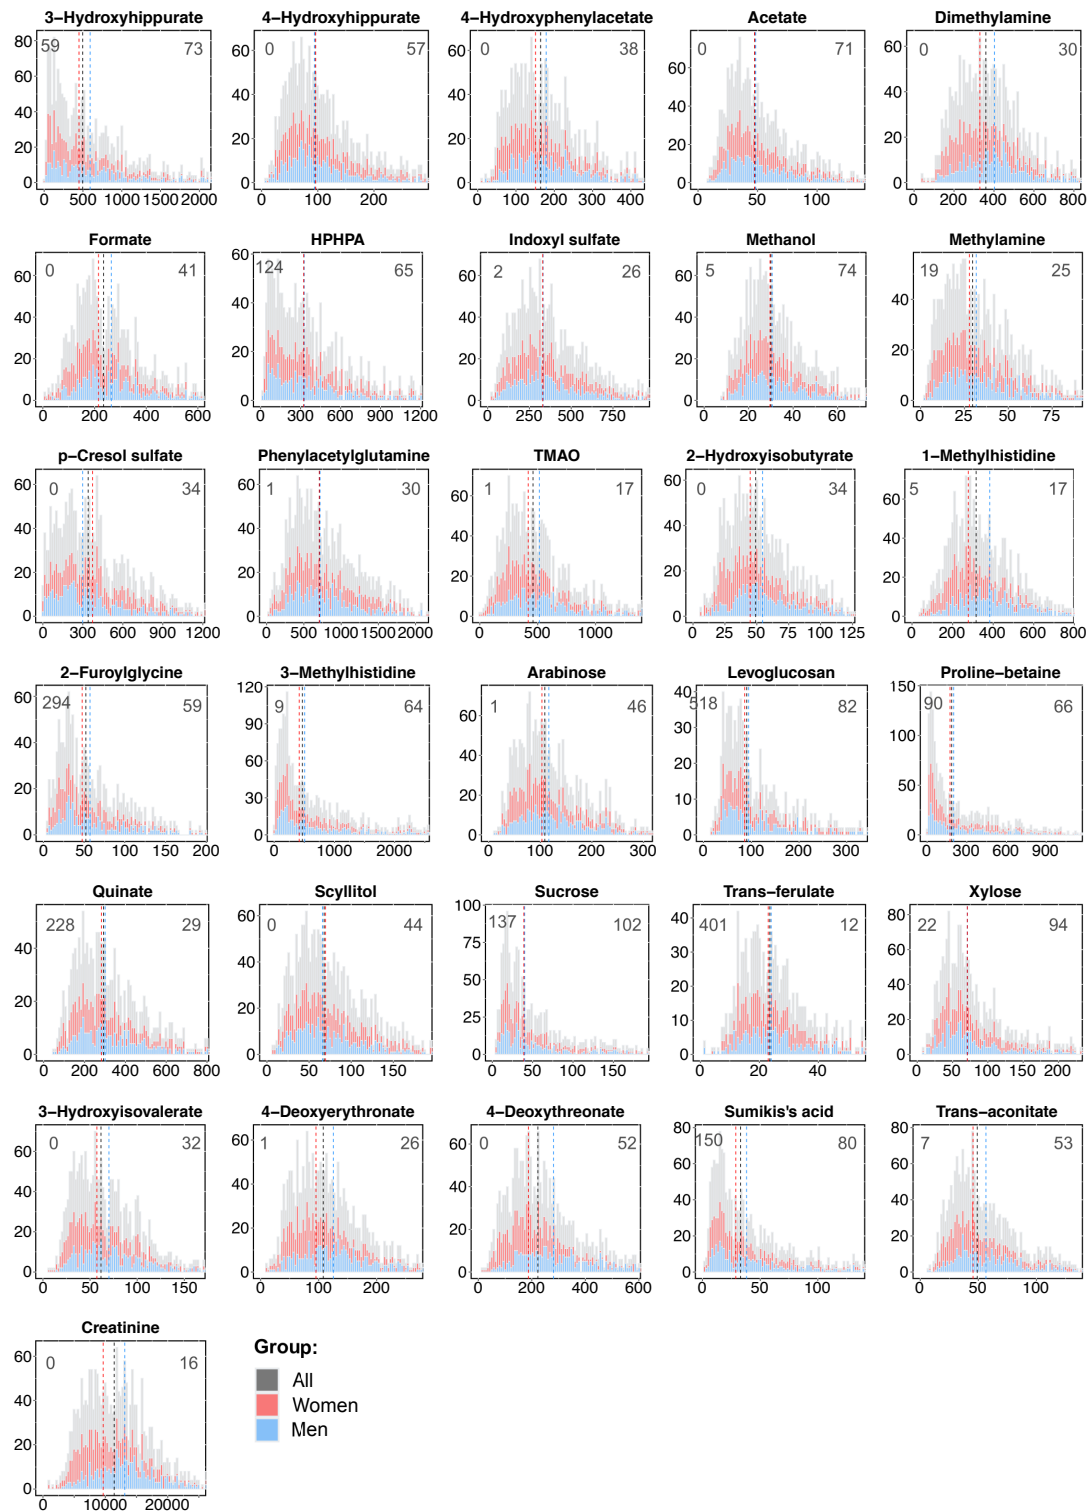 3−Hydroxyhippurate 4−Hydroxyhippurate 4−Hydroxyphenylacetate Acetate Dimethylamine
59 73 0 57 0 38 0 71 0 30
80 60 40 20 0
60 40 20 0
60 40 20 0
60 40 20 0
60 40 20 0
0 500 1000 1500 2000
0 100 200
0 100 200 300 400
0 50 100
0 200 400 600 800
Formate HPHPA Indoxyl sulfate Methanol Methylamine
0 41 124 65 2 26 5 74 19 25
60 40 20 0
60 40 20 0
60 40 20 0
60 40 20 0
40 20 0
0 200 400 600
0 300 600 900 1200
0 250 500 750
0 20 40 60
0 25 50 75
p−Cresol sulfate Phenylacetylglutamine TMAO 2−Hydroxyisobutyrate 1−Methylhistidine
0 34 1 30 1 17 0 34 5 17
60 40 20 0
60 40 20 0
60 40 20 0
60 40 20 0
60 40 20 0
0 300 600 900 1200
0 500 1000 1500 2000
0 500 1000
0 25 50 75 100 125
0 200 400 600 800
2−Furoylglycine 3−Methylhistidine Arabinose Levoglucosan Proline−betaine
294 59 9 64 1 46 518 82 90 66
60 40 20 0
120 90 60 30 0
60 40 20 0
40 30 20 10 0
150 100 50 0
0 50 100 150 200
0 1000 2000
0 100 200 300
0 100 200 300
0 300 600 900
Quinate Scyllitol Sucrose Trans−ferulate Xylose
228 29 0 44 137 102 401 12 22 94
40 20 0
60 40 20 0
100 75 50 25 0
40 30 20 10 0
80 60 40 20 0
0 200 400 600 800
0 50 100 150
0 50 100 150
0 20 40
0 50 100 150 200
3−Hydroxyisovalerate 4−Deoxyerythronate 4−Deoxythreonate Sumikis's acid Trans−aconitate
0 32 1 26 0 52 150 80 7 53
60 40 20 0
60 40 20 0
60 40 20 0
80 60 40 20 0
80 60 40 20 0
0 50 100 150
0 100 200
0 200 400 600
0 50 100
0 50 100
Creatinine
0 16
60 40 20 0
0 10000 20000
Group:
All
Women
Men